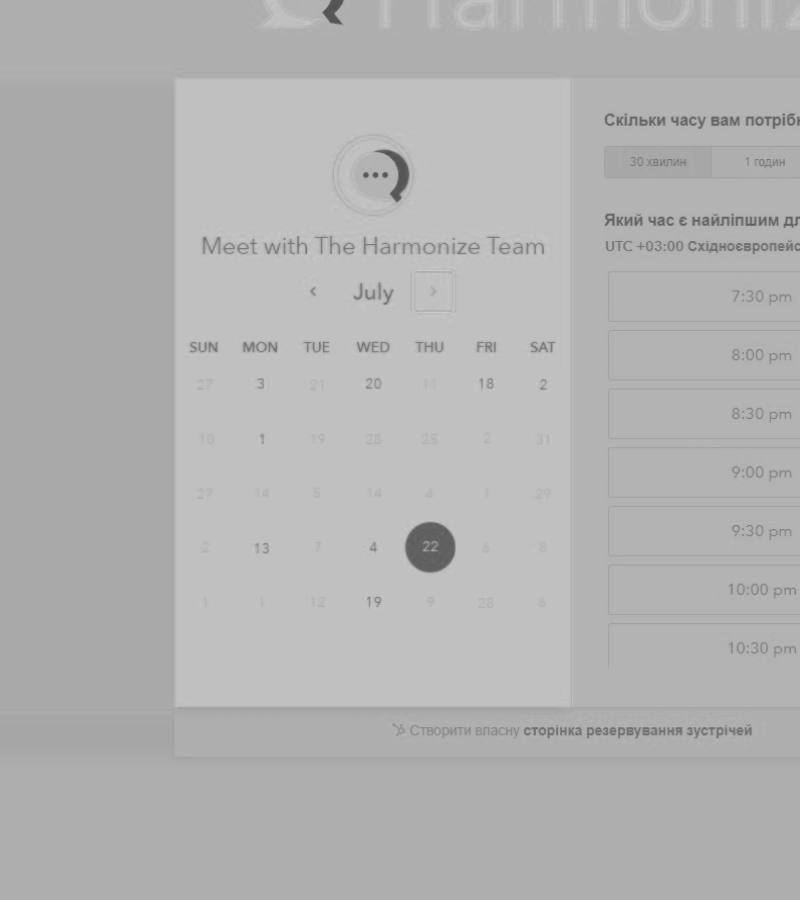 Harmoniz
Meet with The Harmonize Team
July
SUN MON TUE WED THU FRI SAT
27 3 21 20 11 18 2
10 1 19 28 25 2 31
27 14 5 14 4 1 29
2 13 7 4 22 6 8
1 1 12 19 9 28 6
Скільки часу вам потрібн
30 хвилин 1 годин
Який час є найліпшим дл
UTC +03:00 Східноєвропейс
7:30 pm
8:00 pm
8:30 pm
9:00 pm
9:30 pm
10:00 pm
10:30 pm
Створити власну сторінка резервування зустрічей